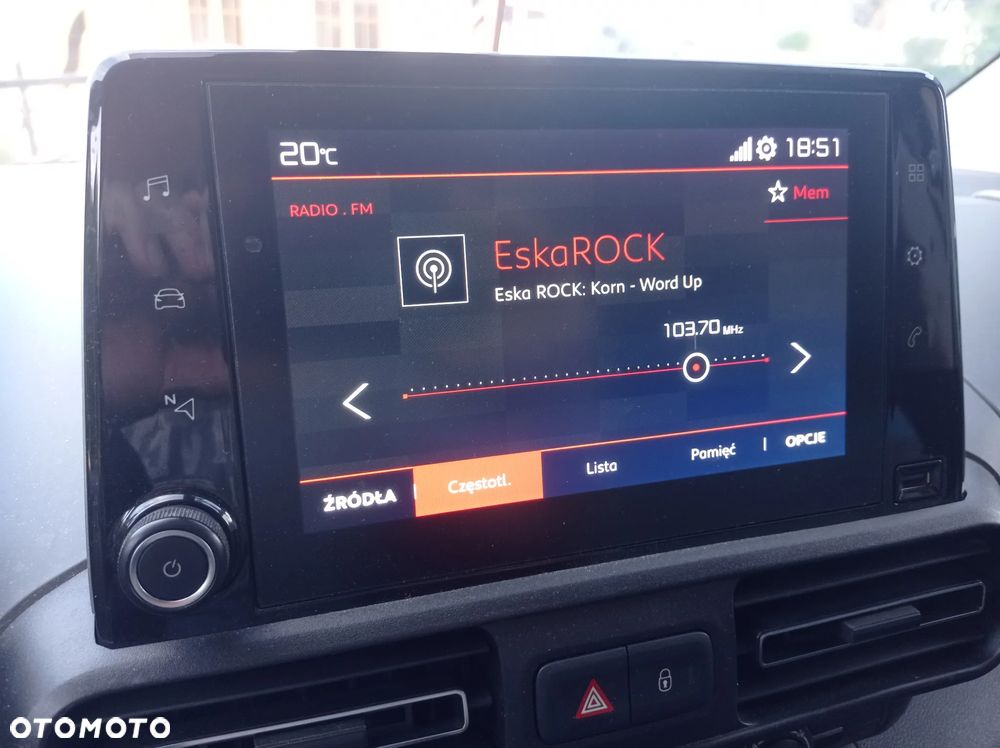 20°C
18:51
RADIO . FM
Mem
EskaROCK
Eska ROCK: Korn - Word Up
103.70 MHz
ŹRÓDŁA
Częstotl.
Lista
Pamięć
OPCJE
N
OTOMOTO